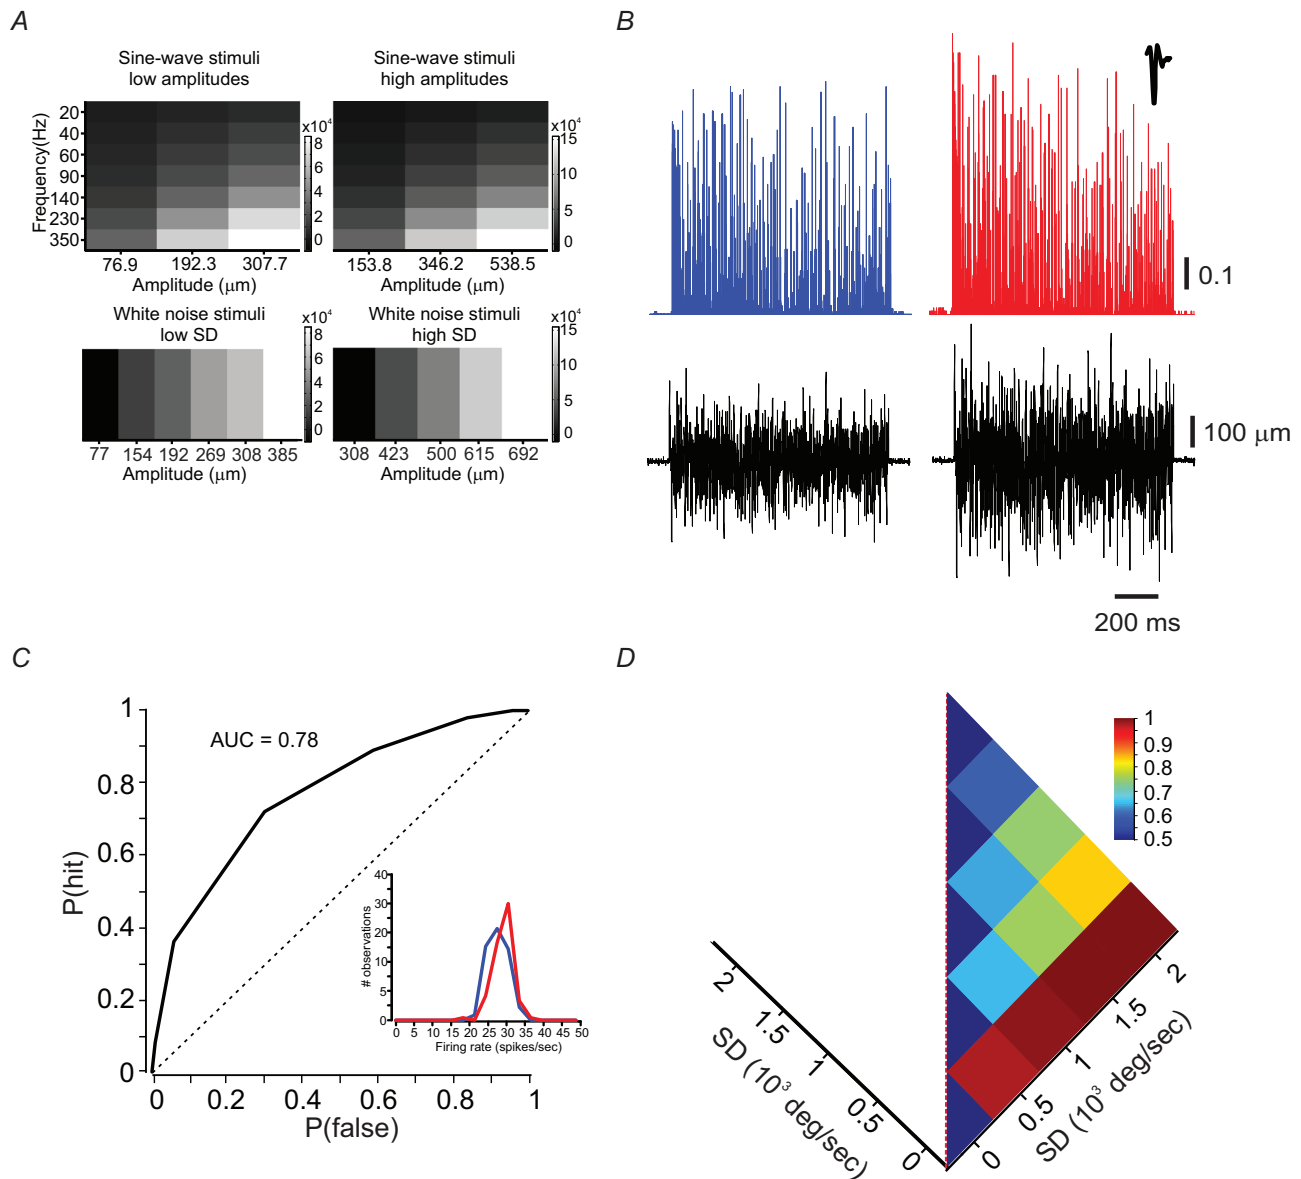 A
Sine-wave stimuli
low amplitudes
Sine-wave stimuli
high amplitudes
Frequency(Hz)
20
40
60
90
140
230
350
x10⁴
8
6
4
2
0
x10⁴
15
10
5
0
76.9 192.3 307.7
Amplitude (μm)
153.8 346.2 538.5
Amplitude (μm)
White noise stimuli
low SD
White noise stimuli
high SD
x10⁴
8
6
4
2
0
x10⁴
15
10
5
0
77 154 192 269 308 385
Amplitude (μm)
308 423 500 615 692
Amplitude (μm)
B
0.1
100 μm
200 ms
C
AUC = 0.78
P(hit)
1
0.8
0.6
0.4
0.2
0
0 0.2 0.4 0.6 0.8 1
P(false)
# observations
40
30
20
10
5
0
0 5 10 15 20 25 30 35 40 45 50
Firing rate (spikes/sec)
D
1
0.9
0.8
0.7
0.6
0.5
2 1.5 1 0.5 0
SD (10³ deg/sec)
0 0.5 1 1.5 2
SD (10³ deg/sec)